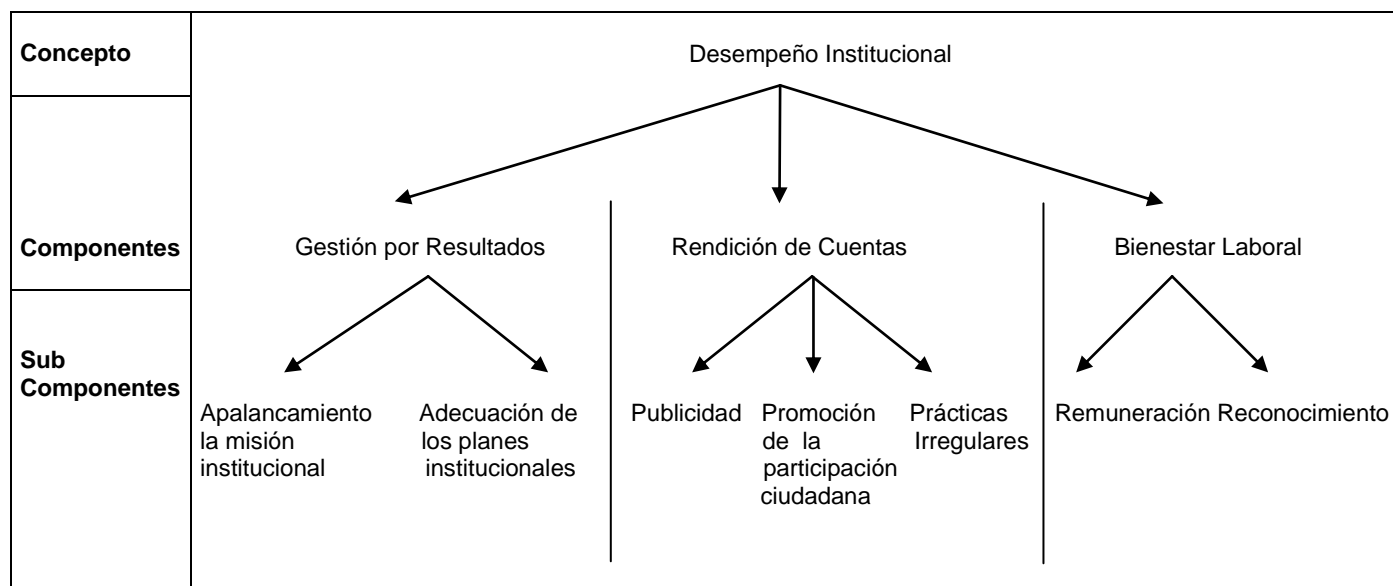 Concepto
Desempeño Institucional
Componentes
Gestión por Resultados
Rendición de Cuentas
Bienestar Laboral
Sub
Componentes
Apalancamiento
la misión
institucional
Adecuación de
los planes
institucionales
Publicidad
Promoción
de la
participación
ciudadana
Prácticas
Irregulares
Remuneración
Reconocimiento